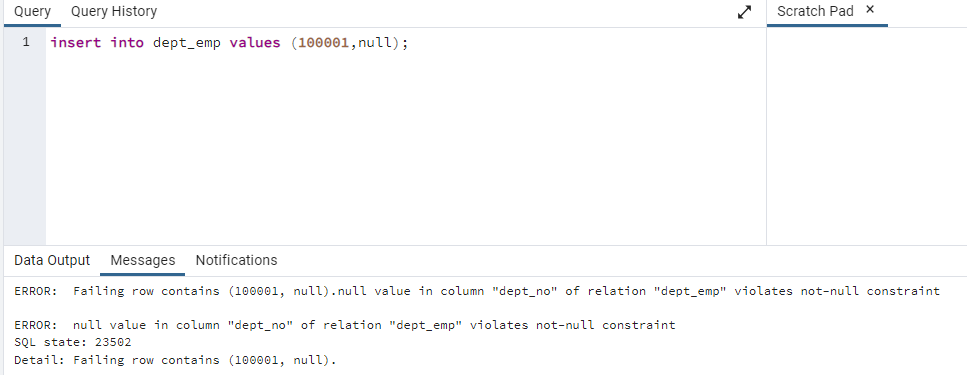 Query Query History Scratch Pad ×
1 insert into dept_emp values (100001,null);
Data Output Messages Notifications
ERROR:  Failing row contains (100001, null).null value in column "dept_no" of relation "dept_emp" violates not-null constraint
ERROR:  null value in column "dept_no" of relation "dept_emp" violates not-null constraint
SQL state: 23502
Detail: Failing row contains (100001, null).